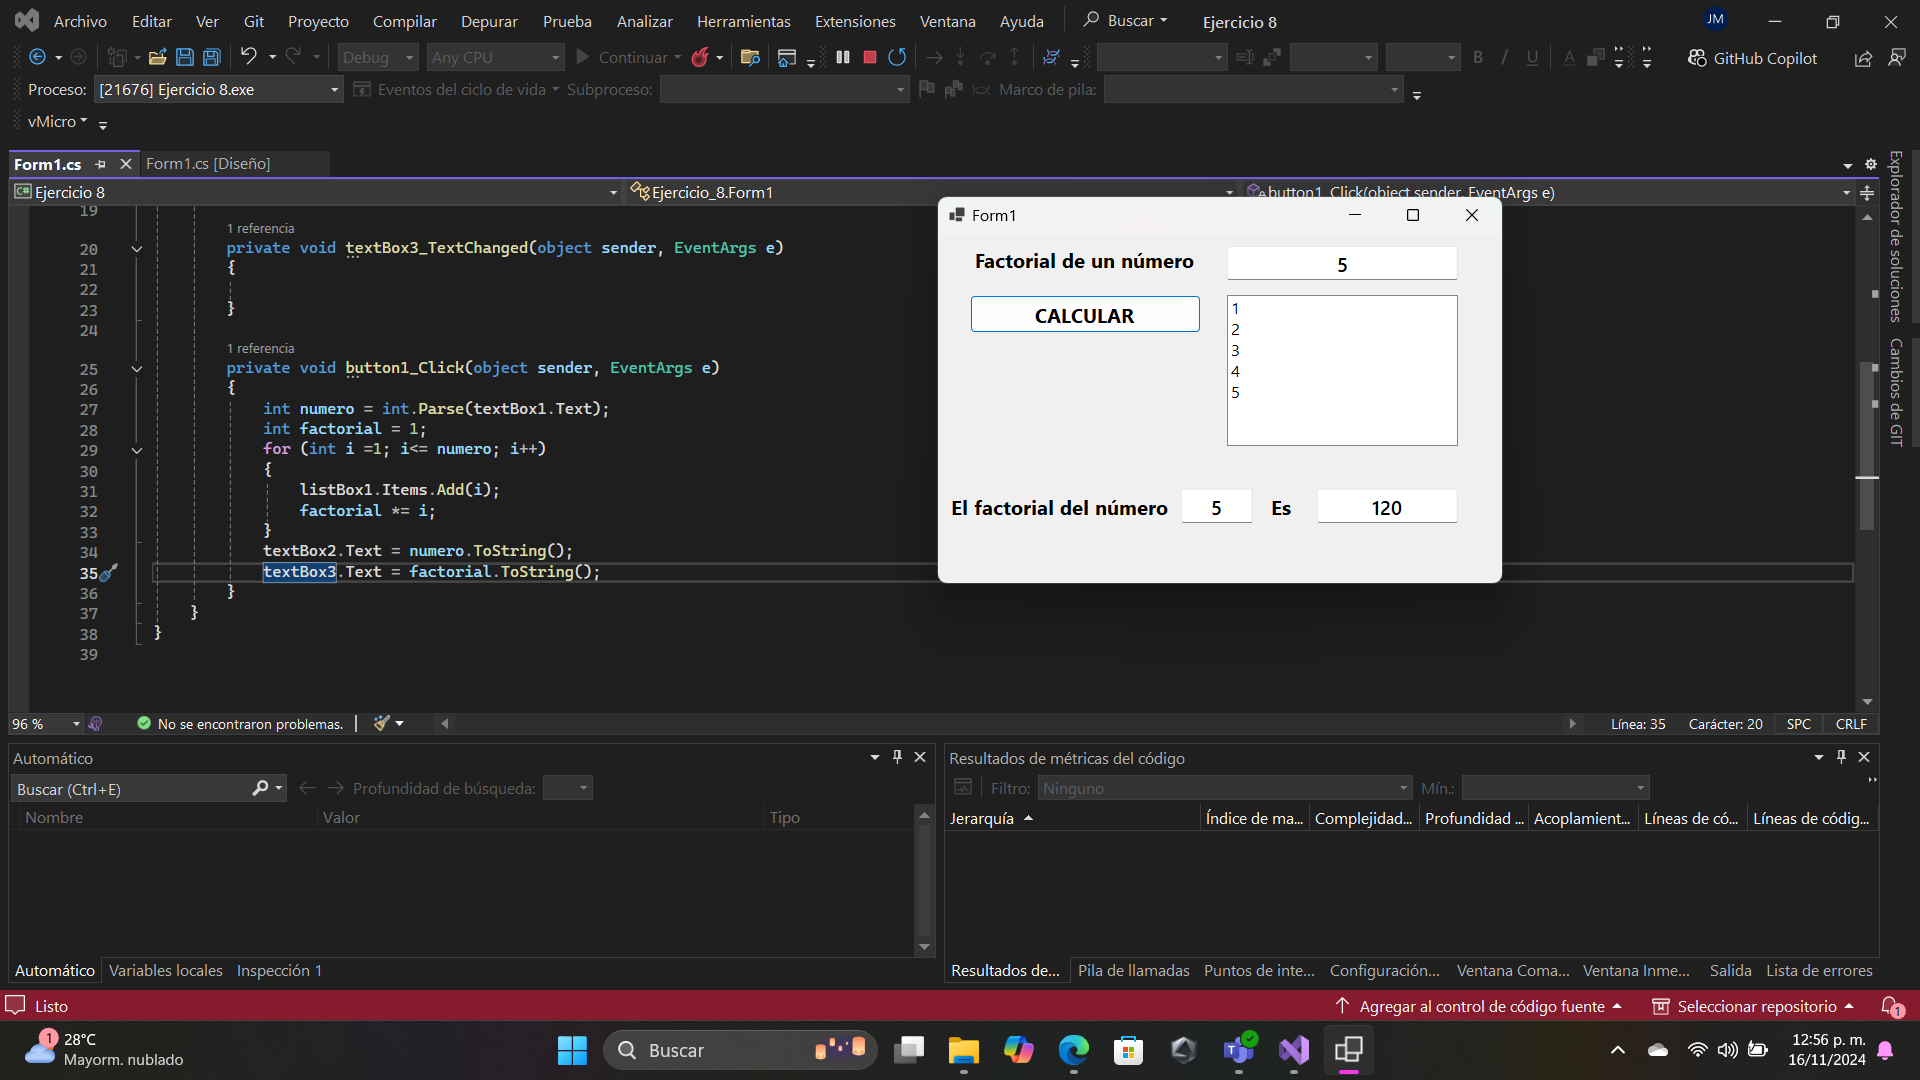 Archivo Editar Ver Git Proyecto Compilar Depurar Prueba Analizar Herramientas Extensiones Ventana Ayuda Buscar Ejercicio 8 JM
Debug Any CPU Continuar GitHub Copilot
Proceso: [21676] Ejercicio 8.exe Eventos del ciclo de vida Subproceso: Marco de pila:
vMicro
Form1.cs Form1.cs [Diseño]
Ejercicio 8 Ejercicio_8.Form1 button1_Click(object sender, EventArgs e)
19
1 referencia
20 private void textBox3_TextChanged(object sender, EventArgs e)
21 {
22
23 }
24
1 referencia
25 private void button1_Click(object sender, EventArgs e)
26 {
27 int numero = int.Parse(textBox1.Text);
28 int factorial = 1;
29 for (int i =1; i<= numero; i++)
30 {
31 listBox1.Items.Add(i);
32 factorial *= i;
33 }
34 textBox2.Text = numero.ToString();
35 textBox3.Text = factorial.ToString();
36 }
37 }
38 }
39
Form1
Factorial de un número 5
CALCULAR
1
2
3
4
5
El factorial del número 5 Es 120
Explorador de soluciones
Cambios de GIT
96 % No se encontraron problemas. Línea: 35 Carácter: 20 SPC CRLF
Automático
Buscar (Ctrl+E) Profundidad de búsqueda:
Nombre Valor Tipo
Automático Variables locales Inspección 1
Resultados de métricas del código
Filtro: Ninguno Mín.:
Jerarquía Índice de ma... Complejidad... Profundidad ... Acoplamient... Líneas de có... Líneas de códig...
Resultados de... Pila de llamadas Puntos de inte... Configuración... Ventana Coma... Ventana Inme... Salida Lista de errores
Listo Agregar al control de código fuente Seleccionar repositorio 1
1 28°C
Mayorm. nublado
Buscar
12:56 p. m.
16/11/2024